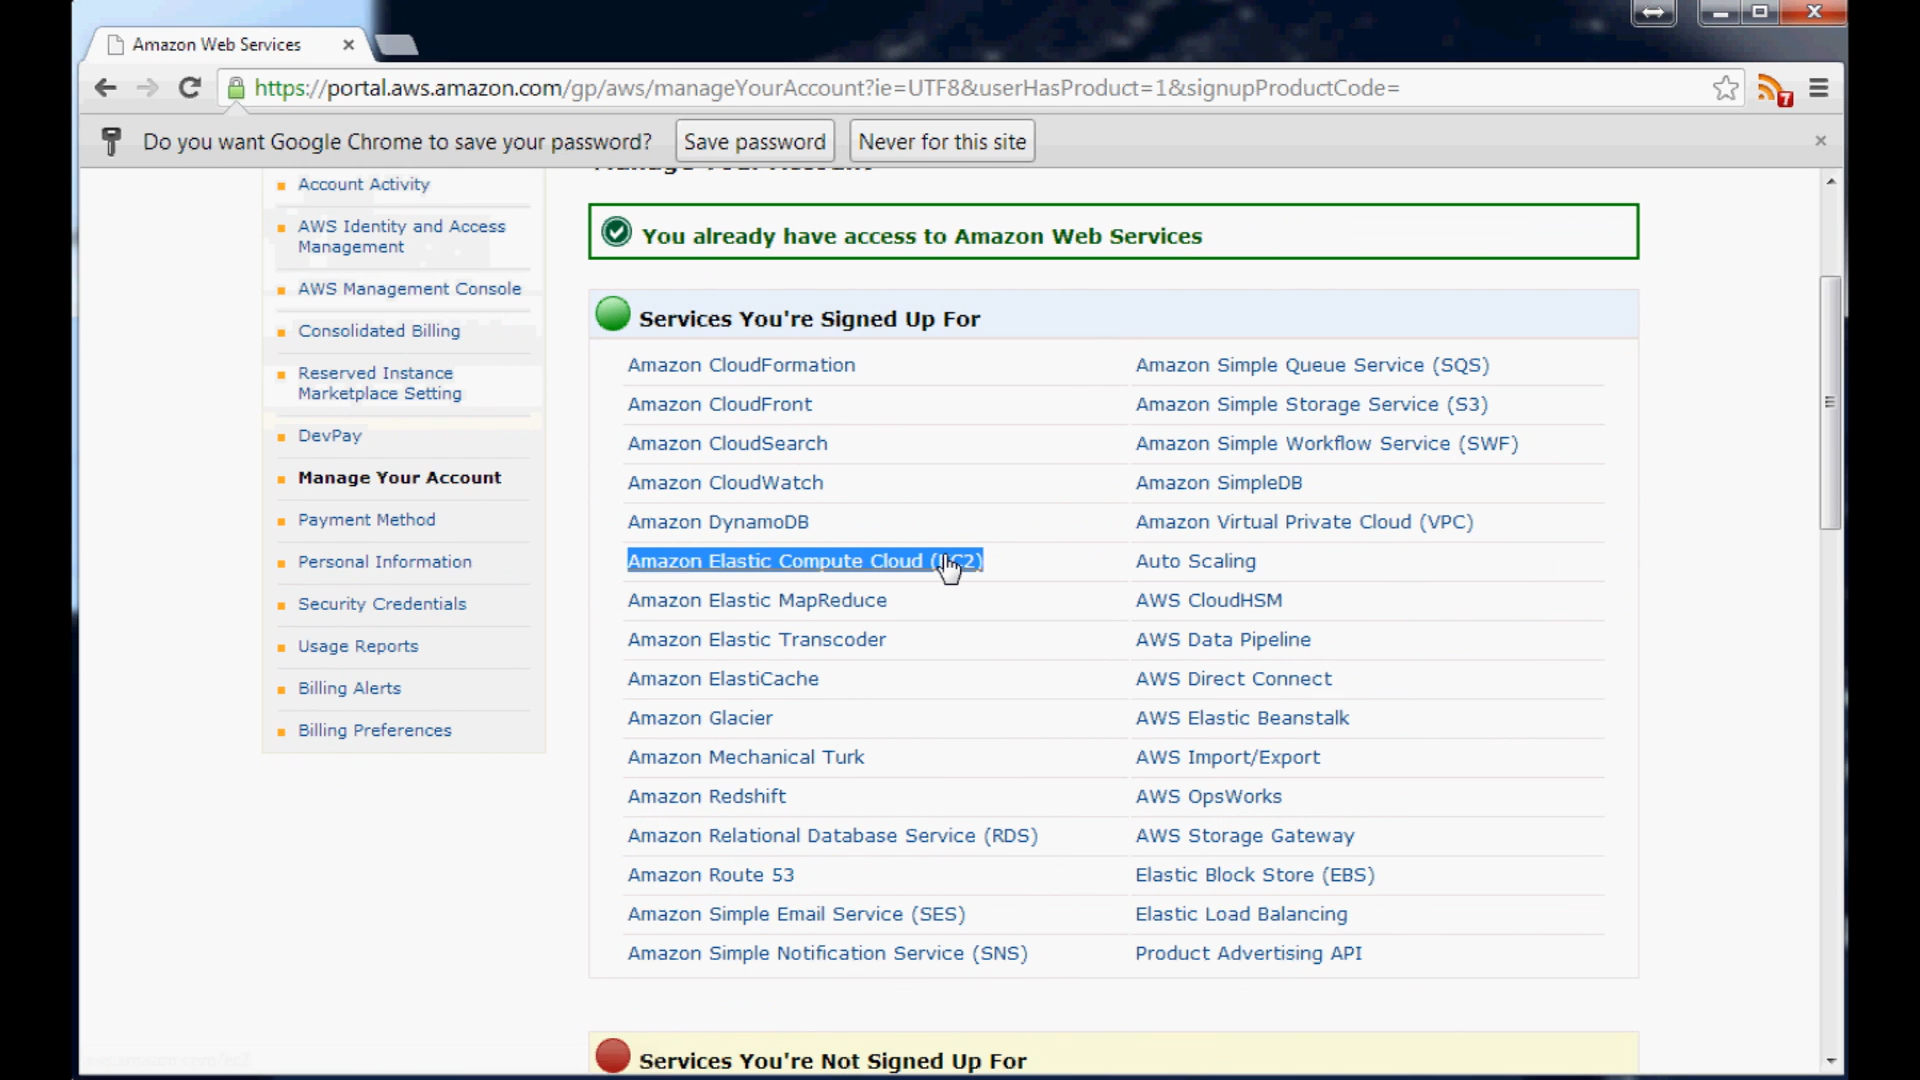 Amazon Web Services
https://portal.aws.amazon.com/gp/aws/manageYourAccount?ie=UTF8&userHasProduct=1&signupProductCode=
7
Do you want Google Chrome to save your password?
Save password
Never for this site
Account Activity
AWS Identity and Access
Management
AWS Management Console
Consolidated Billing
Reserved Instance
Marketplace Setting
DevPay
Manage Your Account
Payment Method
Personal Information
Security Credentials
Usage Reports
Billing Alerts
Billing Preferences
Manage Your Account
You already have access to Amazon Web Services
Services You're Signed Up For
Amazon CloudFormation
Amazon CloudFront
Amazon CloudSearch
Amazon CloudWatch
Amazon DynamoDB
Amazon Elastic Compute Cloud (EC2)
Amazon Elastic MapReduce
Amazon Elastic Transcoder
Amazon ElastiCache
Amazon Glacier
Amazon Mechanical Turk
Amazon Redshift
Amazon Relational Database Service (RDS)
Amazon Route 53
Amazon Simple Email Service (SES)
Amazon Simple Notification Service (SNS)
Amazon Simple Queue Service (SQS)
Amazon Simple Storage Service (S3)
Amazon Simple Workflow Service (SWF)
Amazon SimpleDB
Amazon Virtual Private Cloud (VPC)
Auto Scaling
AWS CloudHSM
AWS Data Pipeline
AWS Direct Connect
AWS Elastic Beanstalk
AWS Import/Export
AWS OpsWorks
AWS Storage Gateway
Elastic Block Store (EBS)
Elastic Load Balancing
Product Advertising API
Services You're Not Signed Up For